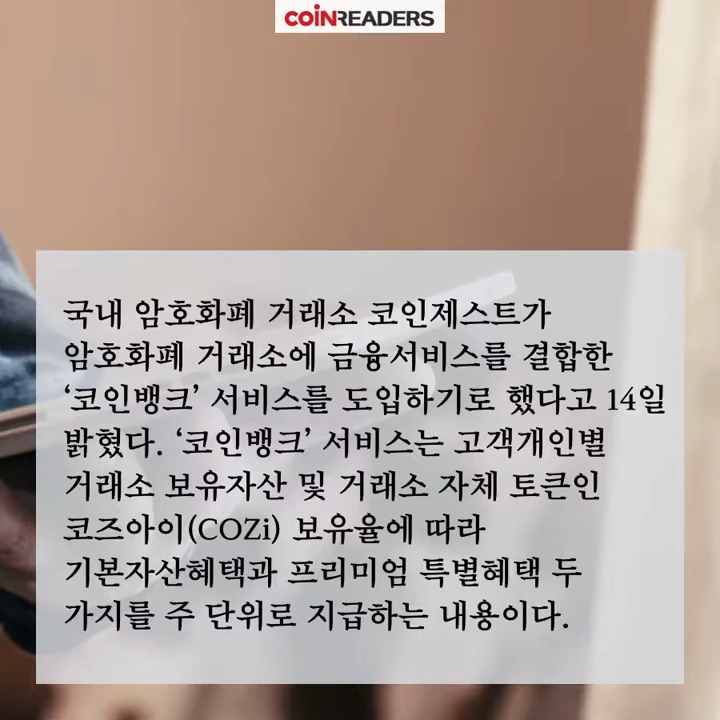 COINREADERS
국내 암호화폐 거래소 코인제스트가
암호화폐 거래소에 금융서비스를 결합한
‘코인뱅크’ 서비스를 도입하기로 했다고 14일
밝혔다. ‘코인뱅크’ 서비스는 고객개인별
거래소 보유자산 및 거래소 자체 토큰인
코즈아이(COZi) 보유율에 따라
기본자산혜택과 프리미엄 특별혜택 두
가지를 주 단위로 지급하는 내용이다.